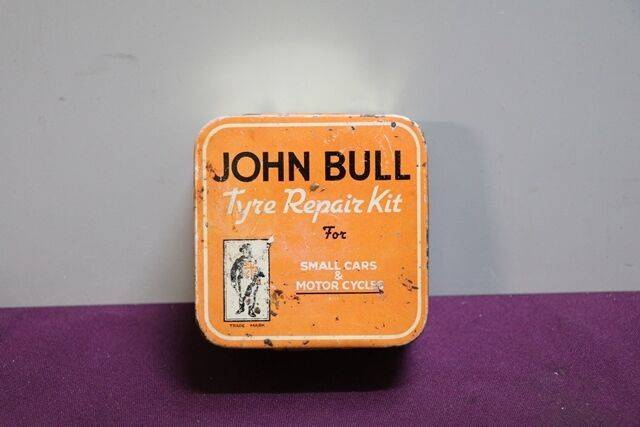 JOHN BULL
Tyre Repair Kit
For
SMALL CARS
&
MOTOR CYCLES
TRADE MARK